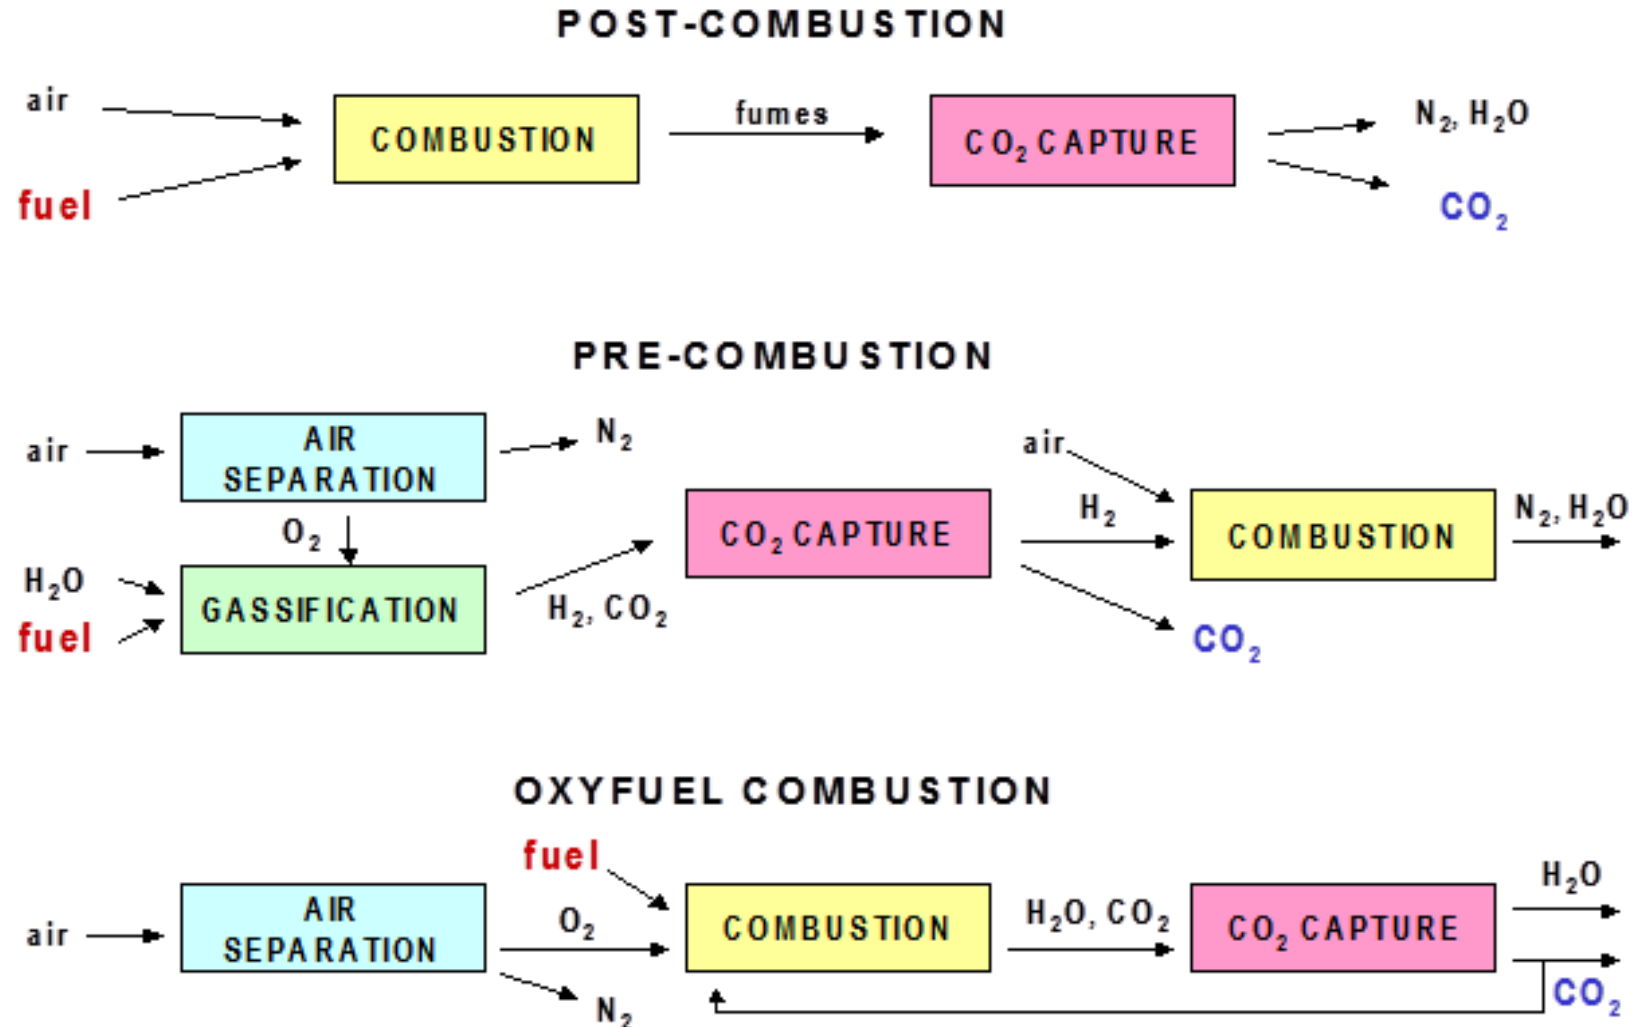 POST-COMBUSTION
air
fuel
COMBUSTION
fumes
CO₂ CAPTURE
N₂, H₂O
CO₂
PRE-COMBUSTION
air
AIR
SEPARATION
N₂
O₂
H₂O
fuel
GASSIFICATION
H₂, CO₂
CO₂ CAPTURE
air
H₂
CO₂
COMBUSTION
N₂, H₂O
OXYFUEL COMBUSTION
air
AIR
SEPARATION
fuel
O₂
N₂
COMBUSTION
H₂O, CO₂
CO₂ CAPTURE
H₂O
CO₂